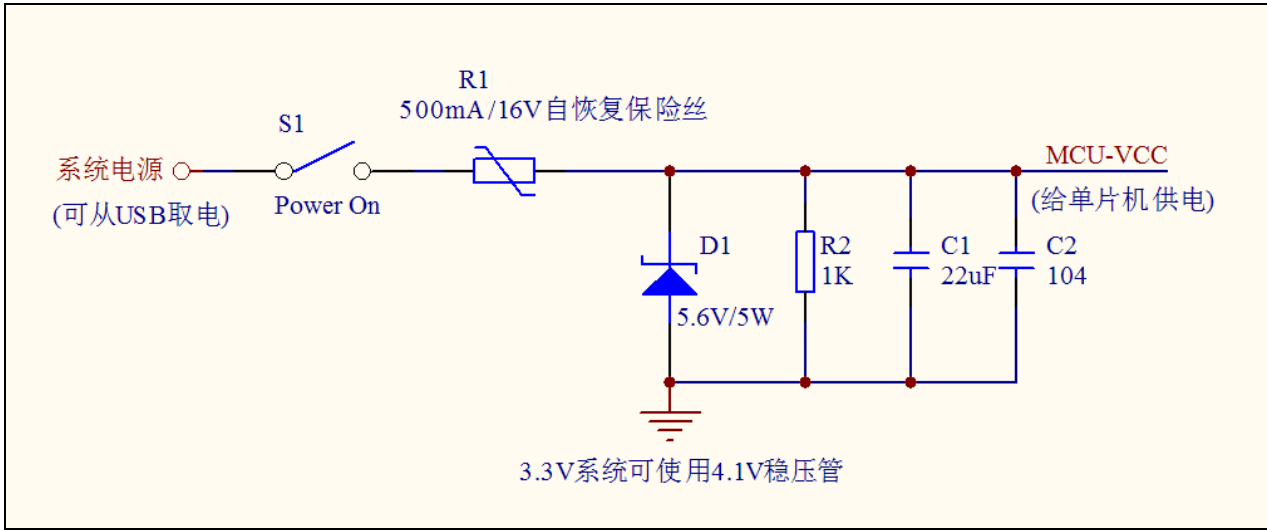 R1
500mA/16V自恢复保险丝
S1
系统电源
(可从USB取电)
Power On
MCU-VCC
(给单片机供电)
D1
5.6V/5W
R2
1K
C1
22uF
C2
104
3.3V系统可使用4.1V稳压管